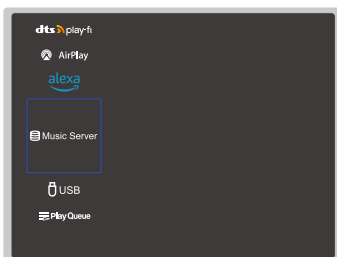 dts play-fi
AirPlay
alexa
Music Server
USB
Play Queue